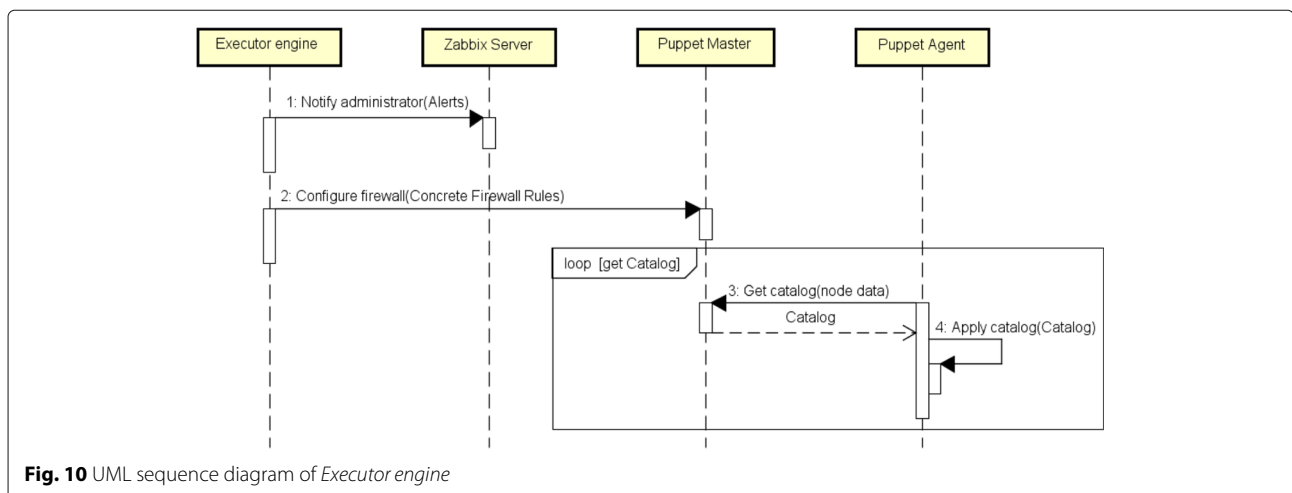 Executor engine
Zabbix Server
Puppet Master
Puppet Agent
1: Notify administrator(Alerts)
2: Configure firewall(Concrete Firewall Rules)
loop [get Catalog]
3: Get catalog(node data)
Catalog
4: Apply catalog(Catalog)
Fig. 10 UML sequence diagram of Executor engine